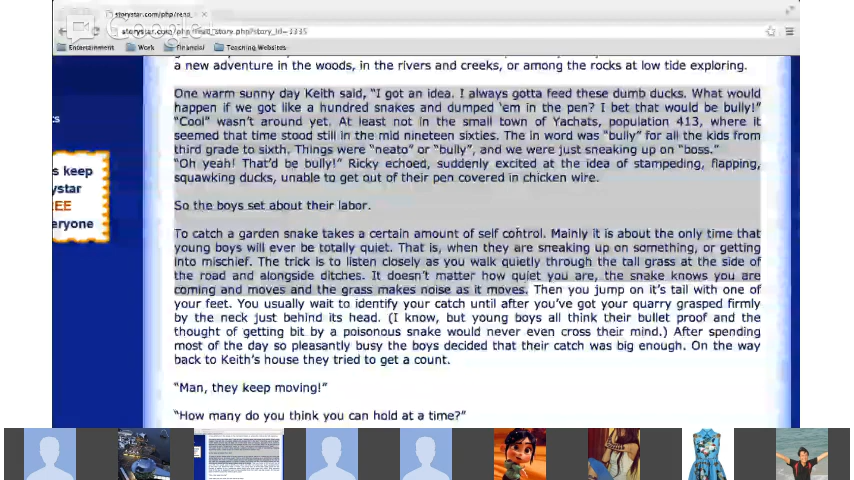 storystar.com/php/read_
Google
storystar.com/php/read_story.php?story_id=1335
Entertainment Work Financial Teaching Websites
a new adventure in the woods, in the rivers and creeks, or among the rocks at low tide exploring.
One warm sunny day Keith said, “I got an idea. I always gotta feed these dumb ducks. What would
happen if we got like a hundred snakes and dumped ‘em in the pen? I bet that would be bully!”
“Cool” wasn’t around yet. At least not in the small town of Yachats, population 413, where it
seemed that time stood still in the mid nineteen sixties. The in word was “bully” for all the kids from
third grade to sixth. Things were “neato” or “bully”, and we were just sneaking up on “boss.”
“Oh yeah! That’d be bully!” Ricky echoed, suddenly excited at the idea of stampeding, flapping,
squawking ducks, unable to get out of their pen covered in chicken wire.
ts
s keep
ystar
EE
eryone
So the boys set about their labor.
To catch a garden snake takes a certain amount of self control. Mainly it is about the only time that
young boys will ever be totally quiet. That is, when they are sneaking up on something, or getting
into mischief. The trick is to listen closely as you walk quietly through the tall grass at the side of
the road and alongside ditches. It doesn’t matter how quiet you are, the snake knows you are
coming and moves and the grass makes noise as it moves. Then you jump on it’s tail with one of
your feet. You usually wait to identify your catch until after you’ve got your quarry grasped firmly
by the neck just behind its head. (I know, but young boys all think their bullet proof and the
thought of getting bit by a poisonous snake would never even cross their mind.) After spending
most of the day so pleasantly busy the boys decided that their catch was big enough. On the way
back to Keith’s house they tried to get a count.
“Man, they keep moving!”
“How many do you think you can hold at a time?”